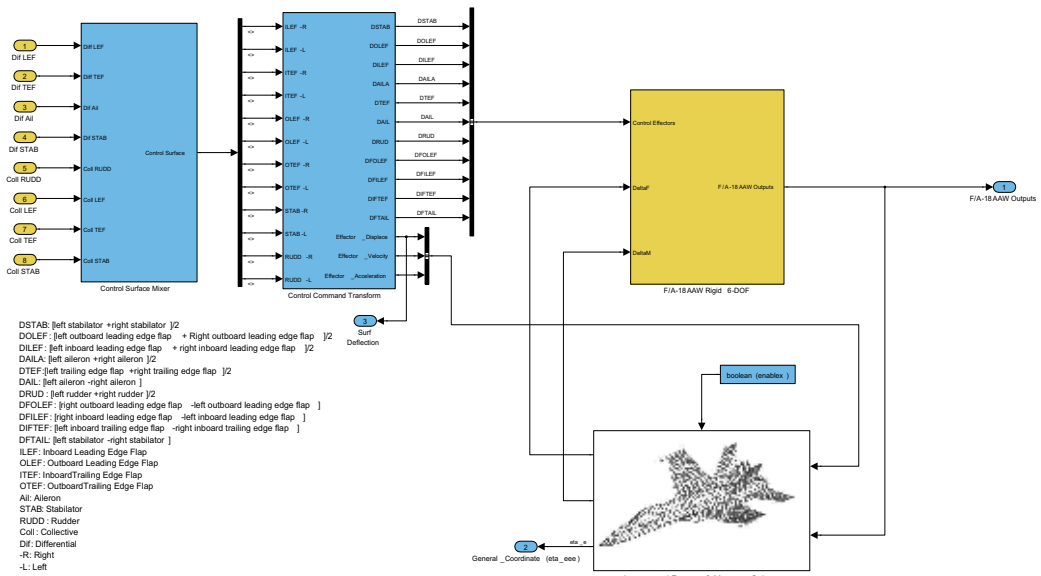 1
Dif LEF
2
Dif TEF
3
Dif Ail
4
Dif STAB
5
Coll RUDD
6
Coll LEF
7
Coll TEF
8
Coll STAB
Diff LEF
Diff TEF
Dif Ail
Dif STAB
Coll RUDD
Coll LEF
Coll TEF
Coll STAB
Control Surface
Control Surface Mixer
<>
<>
<>
<>
<>
<>
<>
<>
<>
<>
<>
<>
ILEF -R
ILEF -L
ITEF -R
ITEF -L
OLEF -R
OLEF -L
OTEF -R
OTEF -L
STAB -R
STAB -L
RUDD -R
RUDD -L
DSTAB
DOLEF
DILEF
DAILA
DTEF
DAIL
DRUD
DFOLEF
DFILEF
DIFTEF
DFTAIL
Effector _Displace
Effector _Velocity
Effector _Acceleration
Control Command Transform
DSTAB
DOLEF
DILEF
DAILA
DTEF
DAIL
DRUD
DFOLEF
DFILEF
DIFTEF
DFTAIL
3
Surf
Deflection
Control Effectors
DeltaF
DeltaM
F/A-18 AAW Outputs
F/A-18 AAW Rigid 6-DOF
1
F/A-18 AAW Outputs
boolean (enablex )
eta _e
2
General _Coordinate (eta_eee )
DSTAB: [left stabilator +right stabilator ]/2
DOLEF: [left outboard leading edge flap + Right outboard leading edge flap ]/2
DILEF: [left inboard leading edge flap + right inboard leading edge flap ]/2
DAILA: [left aileron +right aileron ]/2
DTEF:[left trailing edge flap +right trailing edge flap ]/2
DAIL: [left aileron -right aileron ]
DRUD : [left rudder +right rudder ]/2
DFOLEF: [right outboard leading edge flap -left outboard leading edge flap ]
DFILEF: [right inboard leading edge flap -left inboard leading edge flap ]
DIFTEF: [left inboard trailing edge flap -right inboard trailing edge flap ]
DFTAIL: [left stabilator -right stabilator ]
ILEF: Inboard Leading Edge Flap
OLEF: Outboard Leading Edge Flap
ITEF: InboardTrailing Edge Flap
OTEF: OutboardTrailing Edge Flap
Ail: Aileron
STAB: Stabilator
RUDD : Rudder
Coll : Collective
Dif: Differential
-R: Right
-L: Left